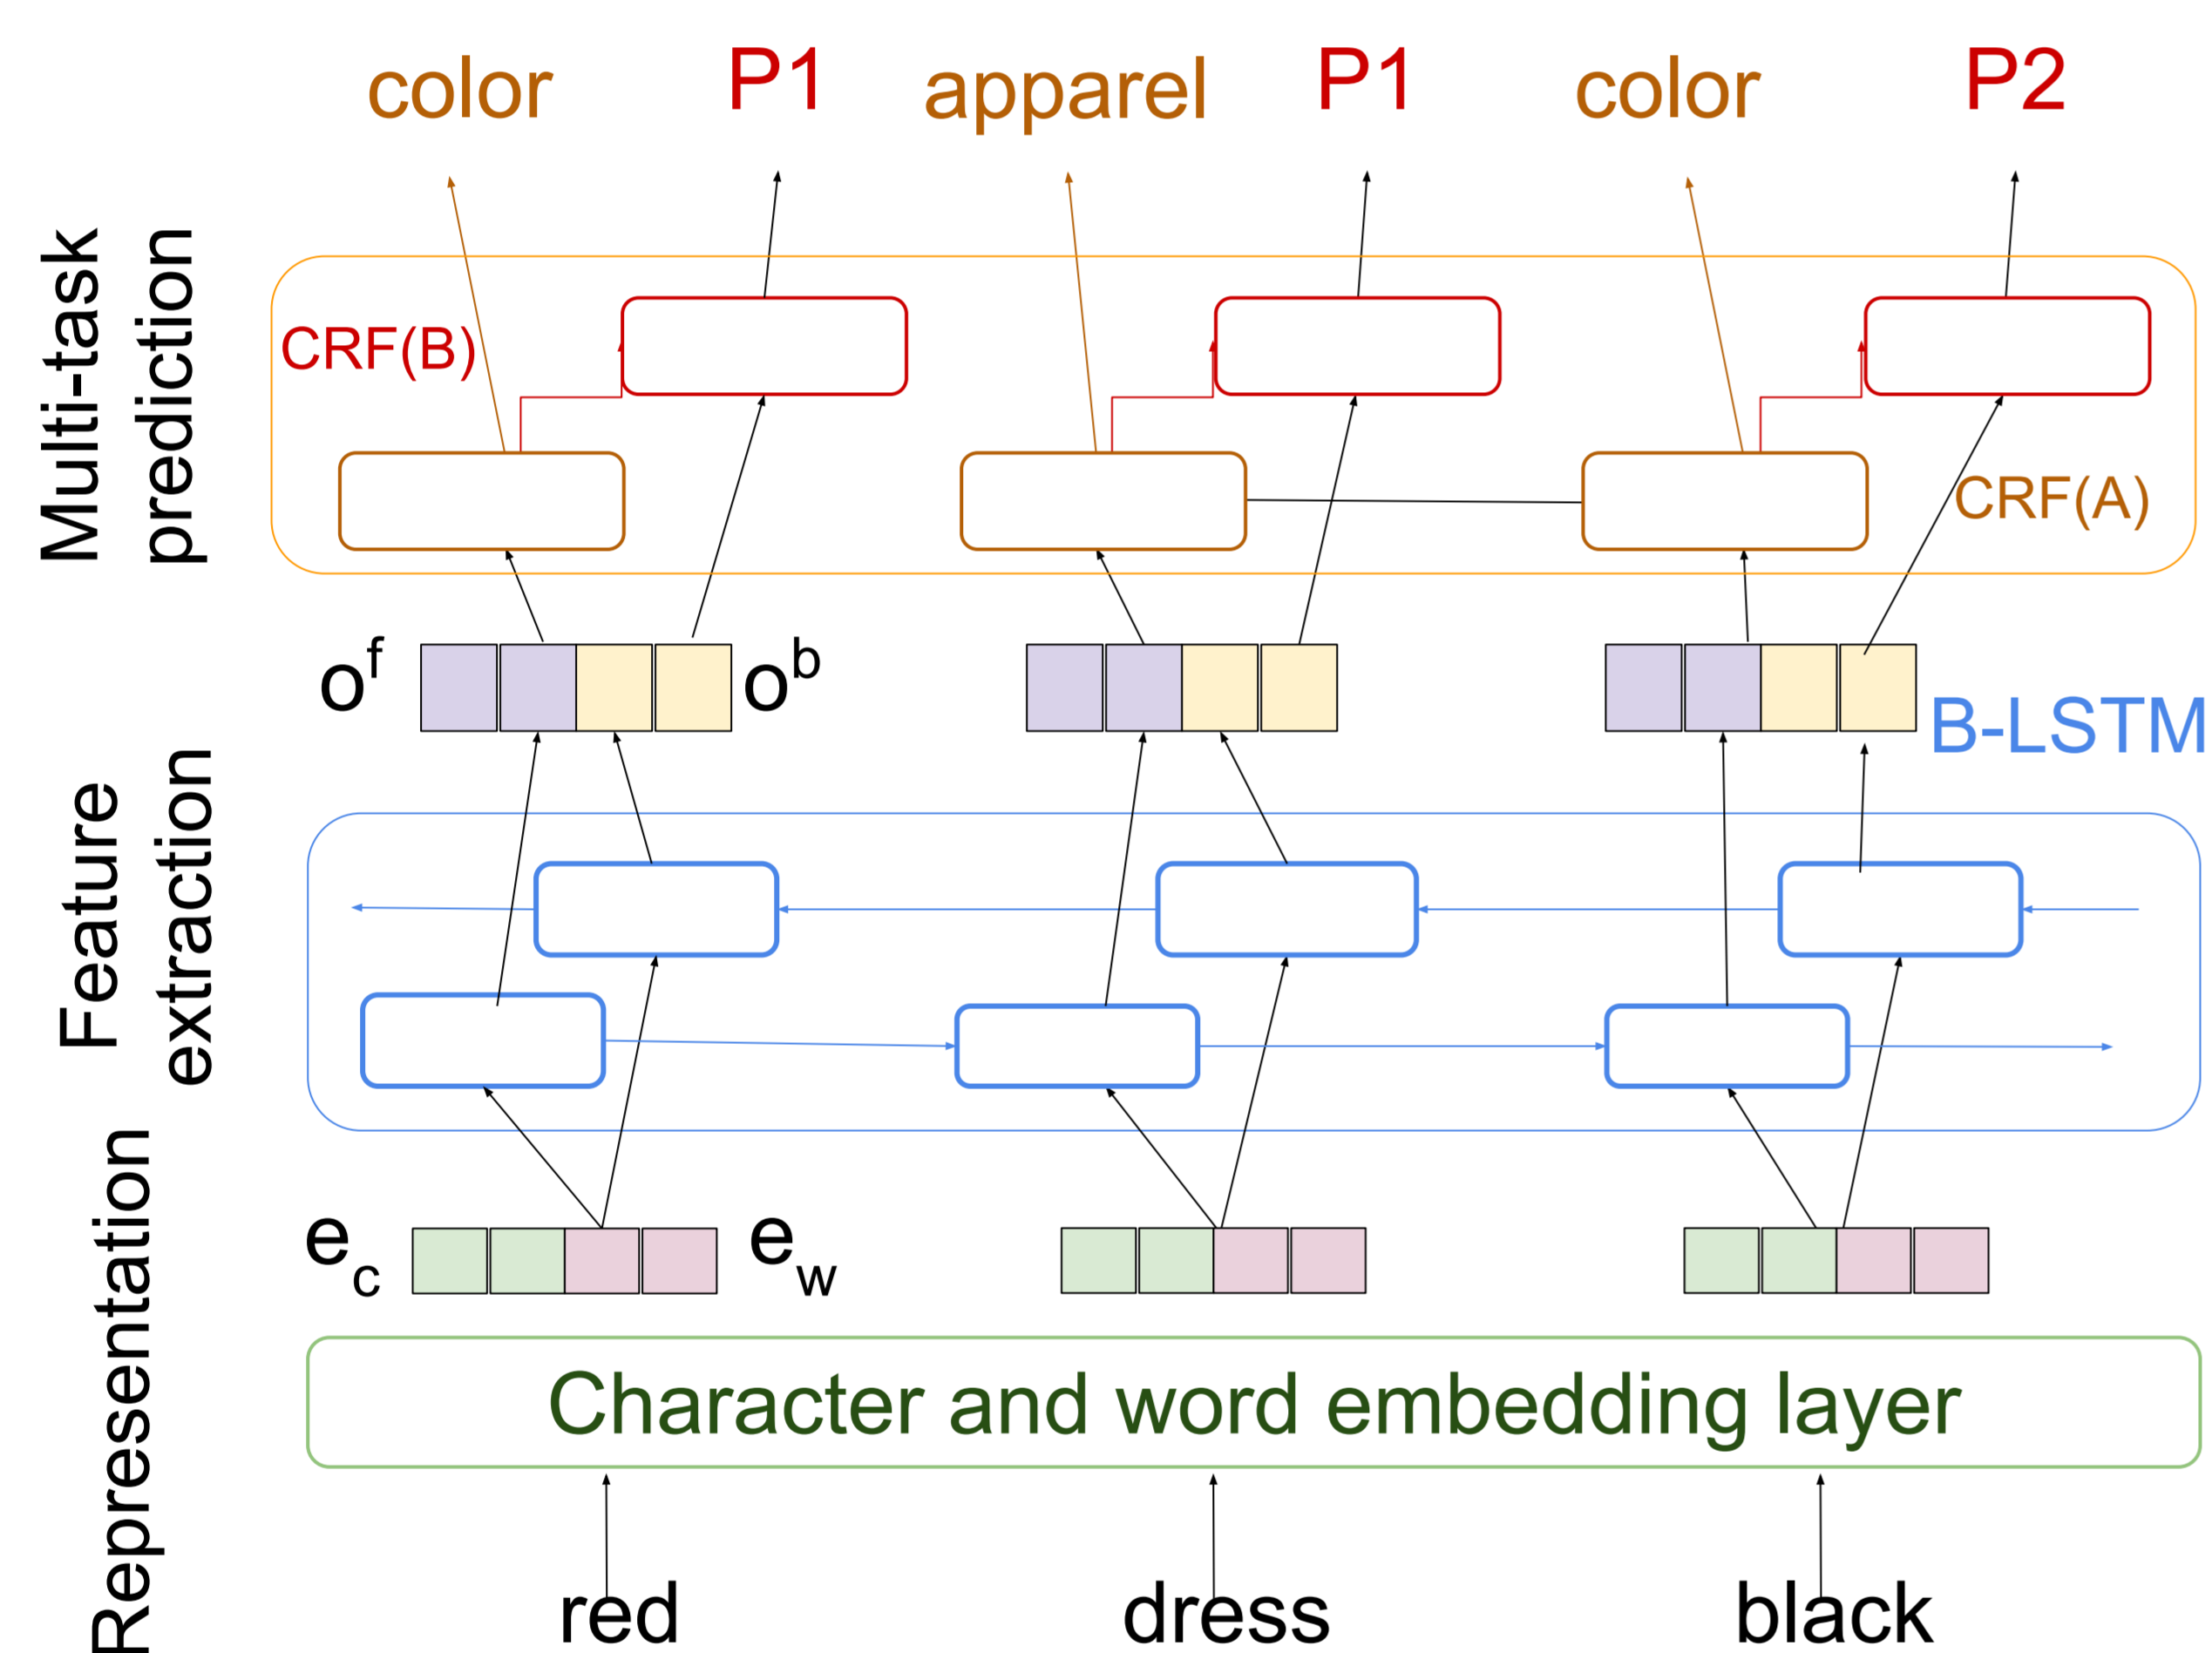 color P1 apparel P1 color P2
Multi-task
prediction
CRF(B)
CRF(A)
o^f o^b
B-LSTM
Feature
extraction
e_c e_w
Representation
Character and word embedding layer
red dress black